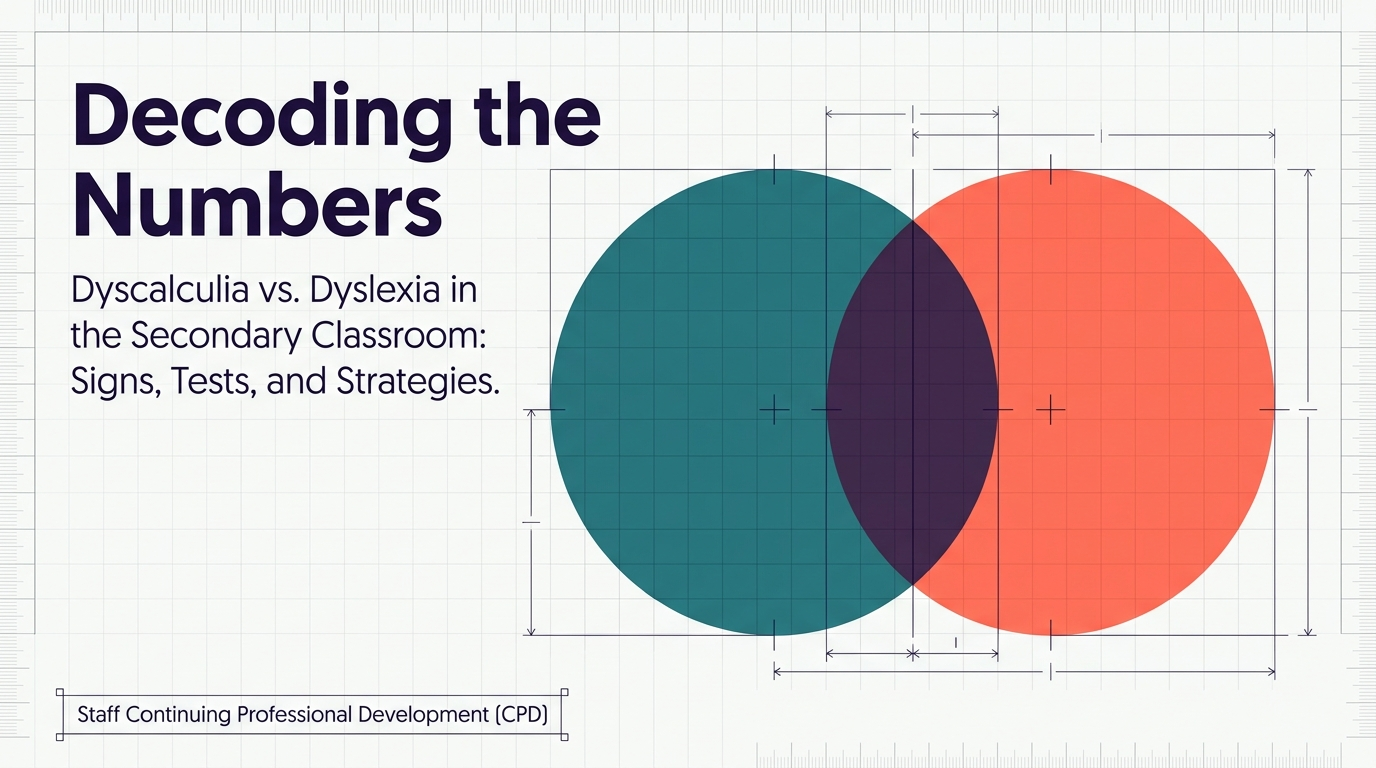 Decoding the
Numbers
Dyscalculia vs. Dyslexia in
the Secondary Classroom:
Signs, Tests, and Strategies.
Staff Continuing Professional Development (CPD)